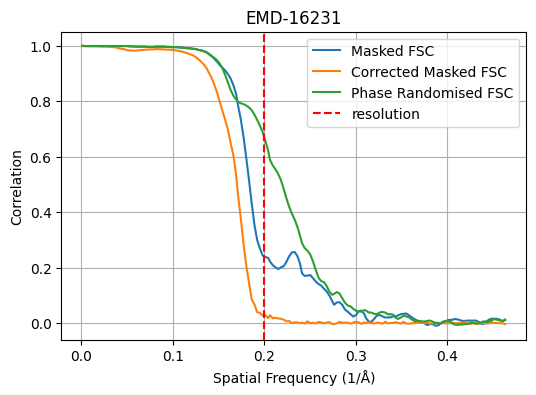 EMD-16231
1.0
0.8
0.6
0.4
0.2
0.0
Correlation
Masked FSC
Corrected Masked FSC
Phase Randomised FSC
resolution
0.0 0.1 0.2 0.3 0.4
Spatial Frequency (1/Å)